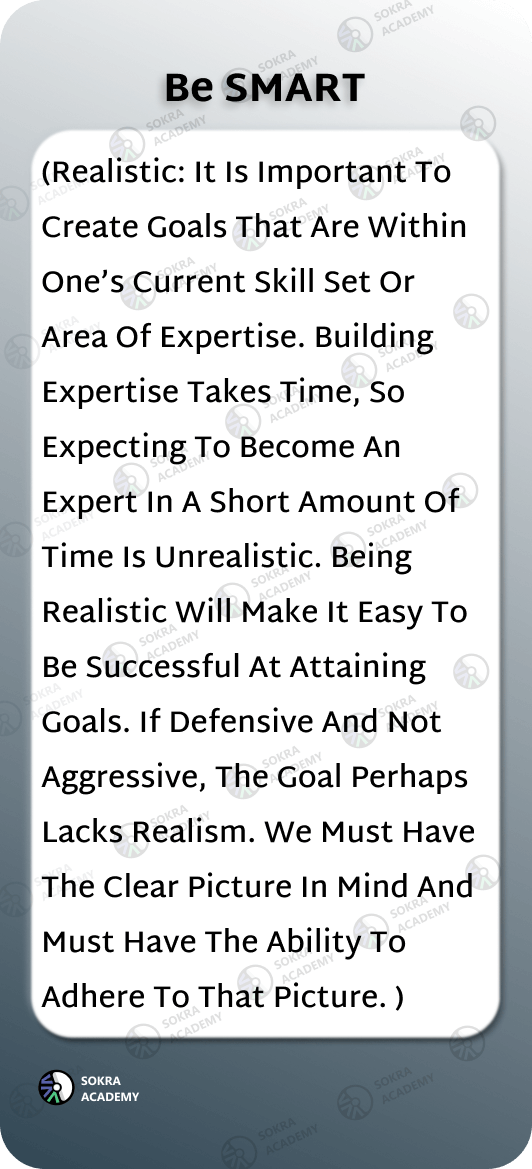 Be SMART
(Realistic: It Is Important To
Create Goals That Are Within
One’s Current Skill Set Or
Area Of Expertise. Building
Expertise Takes Time, So
Expecting To Become An
Expert In A Short Amount Of
Time Is Unrealistic. Being
Realistic Will Make It Easy To
Be Successful At Attaining
Goals. If Defensive And Not
Aggressive, The Goal Perhaps
Lacks Realism. We Must Have
The Clear Picture In Mind And
Must Have The Ability To
Adhere To That Picture. )
SOKRA
ACADEMY